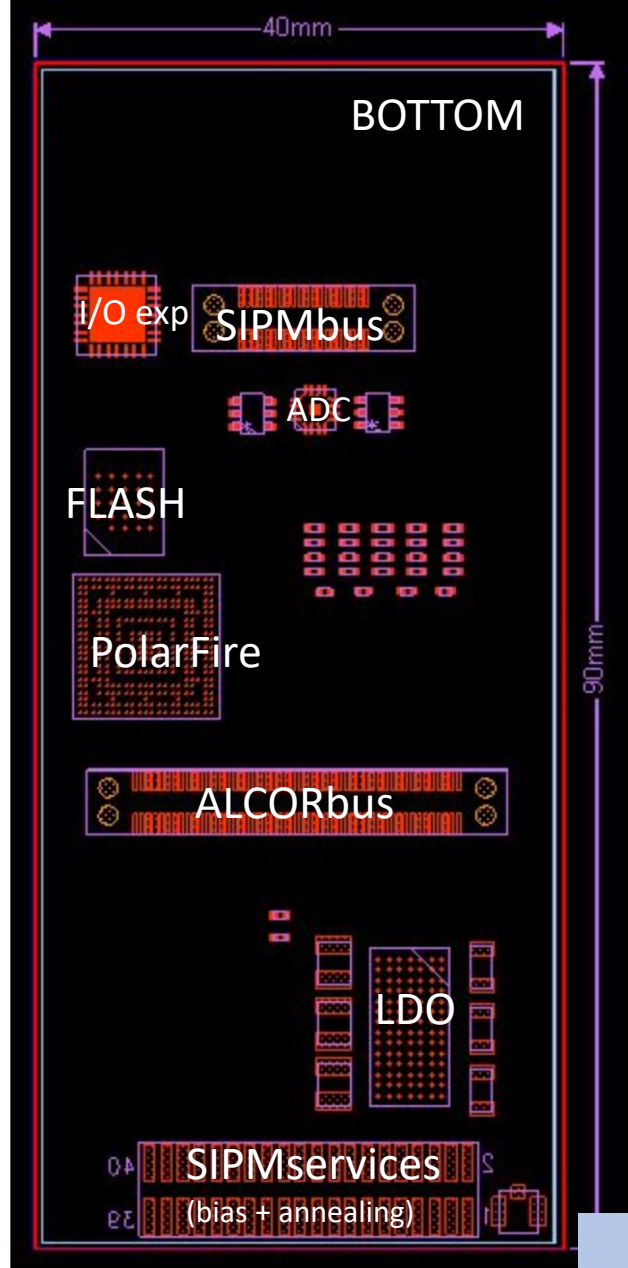 40mm
BOTTOM
I/O exp
SIPMbus
ADC
FLASH
PolarFire
90mm
ALCORbus
LDO
40
SIPMservices
2
39
(bias + annealing)
1